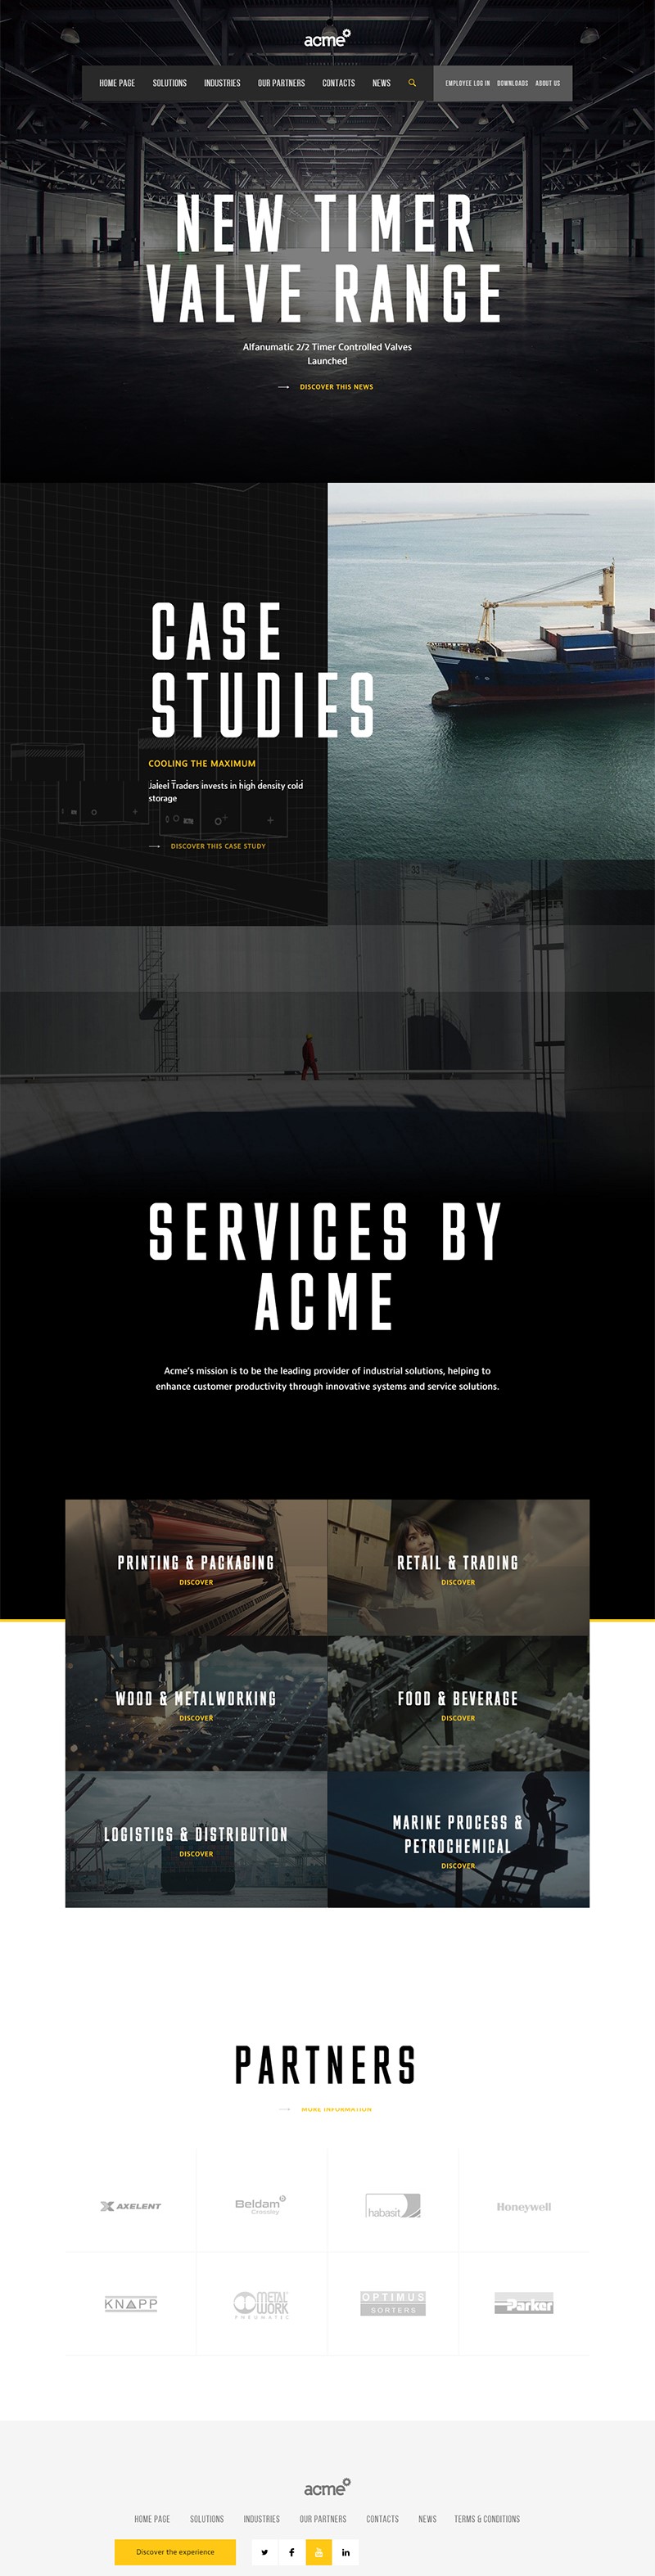 acme
HOME PAGE SOLUTIONS INDUSTRIES OUR PARTNERS CONTACTS NEWS EMPLOYEE LOG IN DOWNLOADS ABOUT US
NEW TIMER
VALVE RANGE
Alfanumatic 2/2 Timer Controlled Valves
Launched
DISCOVER THIS NEWS
CASE
STUDIES
COOLING THE MAXIMUM
Jaleel Traders invests in high density cold
storage
DISCOVER THIS CASE STUDY
33
SERVICES BY
ACME
Acme's mission is to be the leading provider of industrial solutions, helping to
enhance customer productivity through innovative systems and service solutions.
PRINTING & PACKAGING
DISCOVER
RETAIL & TRADING
DISCOVER
WOOD & METALWORKING
DISCOVER
FOOD & BEVERAGE
DISCOVER
LOGISTICS & DISTRIBUTION
DISCOVER
MARINE PROCESS &
PETROCHEMICAL
DISCOVER
PARTNERS
MORE INFORMATION
AXELENT
Beldam
Crossley
habasit
Honeywell
KNAPP
METAL
WORK
PNEUMATIC
OPTIMUS
SORTERS
Parker
acme
HOME PAGE SOLUTIONS INDUSTRIES OUR PARTNERS CONTACTS NEWS TERMS & CONDITIONS
Discover the experience